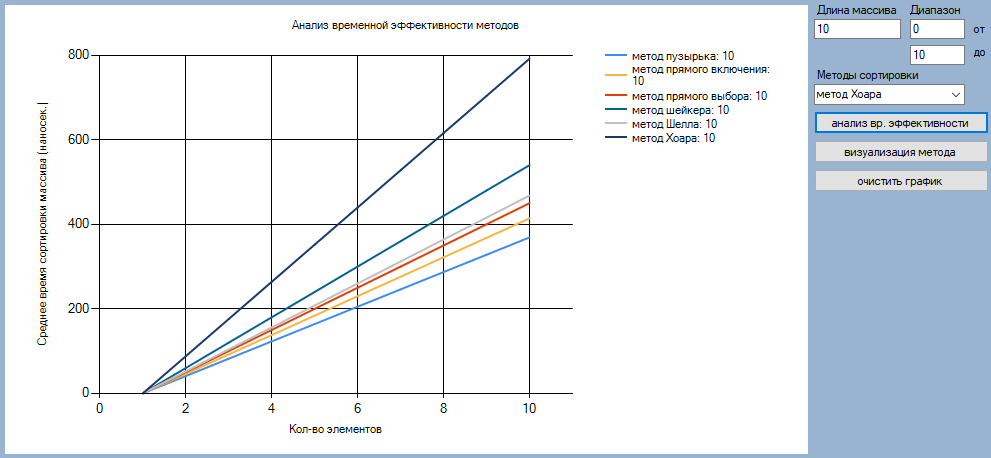 Анализ временной эффективности методов
800
600
400
200
0
0
2
4
6
8
10
Среднее время сортировки массива (наносек.)
Кол-во элементов
метод пузырька: 10
метод прямого включения:
10
метод прямого выбора: 10
метод шейкера: 10
метод Шелла: 10
метод Хоара: 10
Длина массива Диапазон
10 0 от
10 до
Методы сортировки
метод Хоара
анализ вр. эффективности
визуализация метода
очистить график